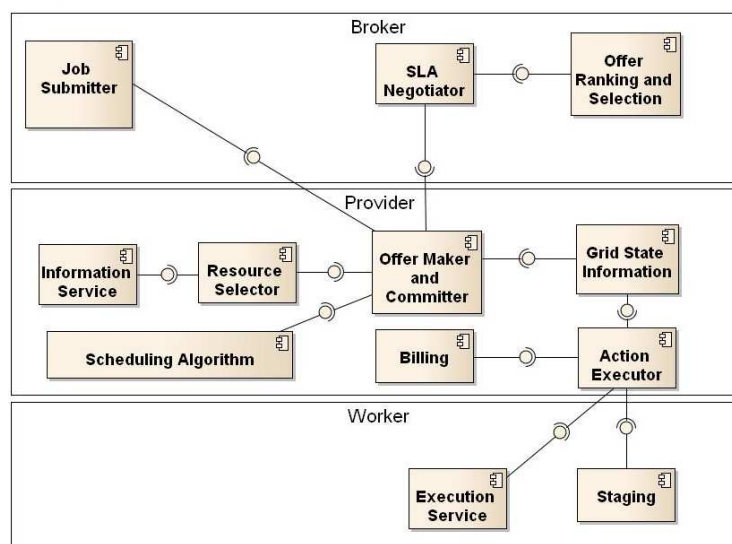 Broker
Job
Submitter
SLA
Negotiator
Offer
Ranking and
Selection
Provider
Information
Service
Resource
Selector
Offer Maker
and
Committer
Grid State
Information
Scheduling Algorithm
Billing
Action
Executor
Worker
Execution
Service
Staging